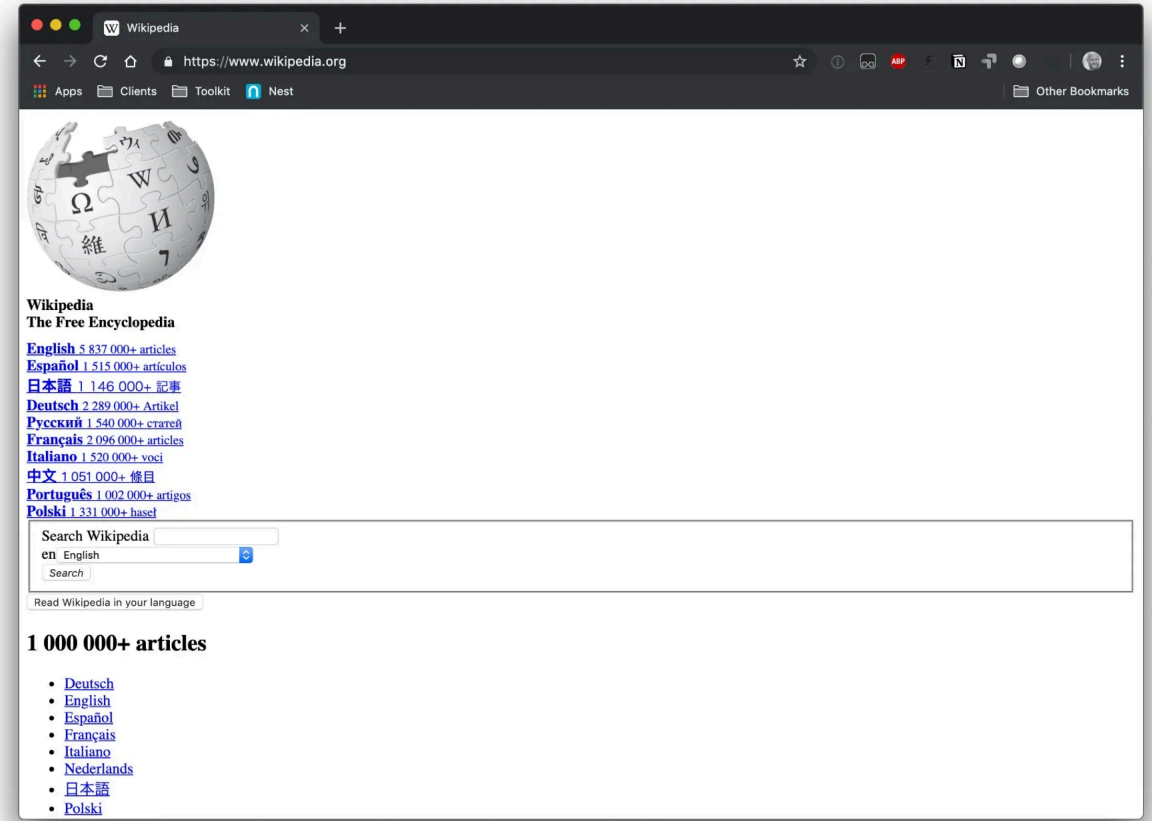 Wikipedia
https://www.wikipedia.org
ABP
Apps Clients Toolkit Nest Other Bookmarks
ウィ
W
Ω
И
維
Wikipedia
The Free Encyclopedia
English 5 837 000+ articles
Español 1 515 000+ artículos
日本語 1 146 000+ 記事
Deutsch 2 289 000+ Artikel
Русский 1 540 000+ статей
Français 2 096 000+ articles
Italiano 1 520 000+ voci
中文 1 051 000+ 條目
Português 1 002 000+ artigos
Polski 1 331 000+ haseł
Search Wikipedia
en English
Search
Read Wikipedia in your language
1 000 000+ articles
Deutsch
English
Español
Français
Italiano
Nederlands
日本語
Polski